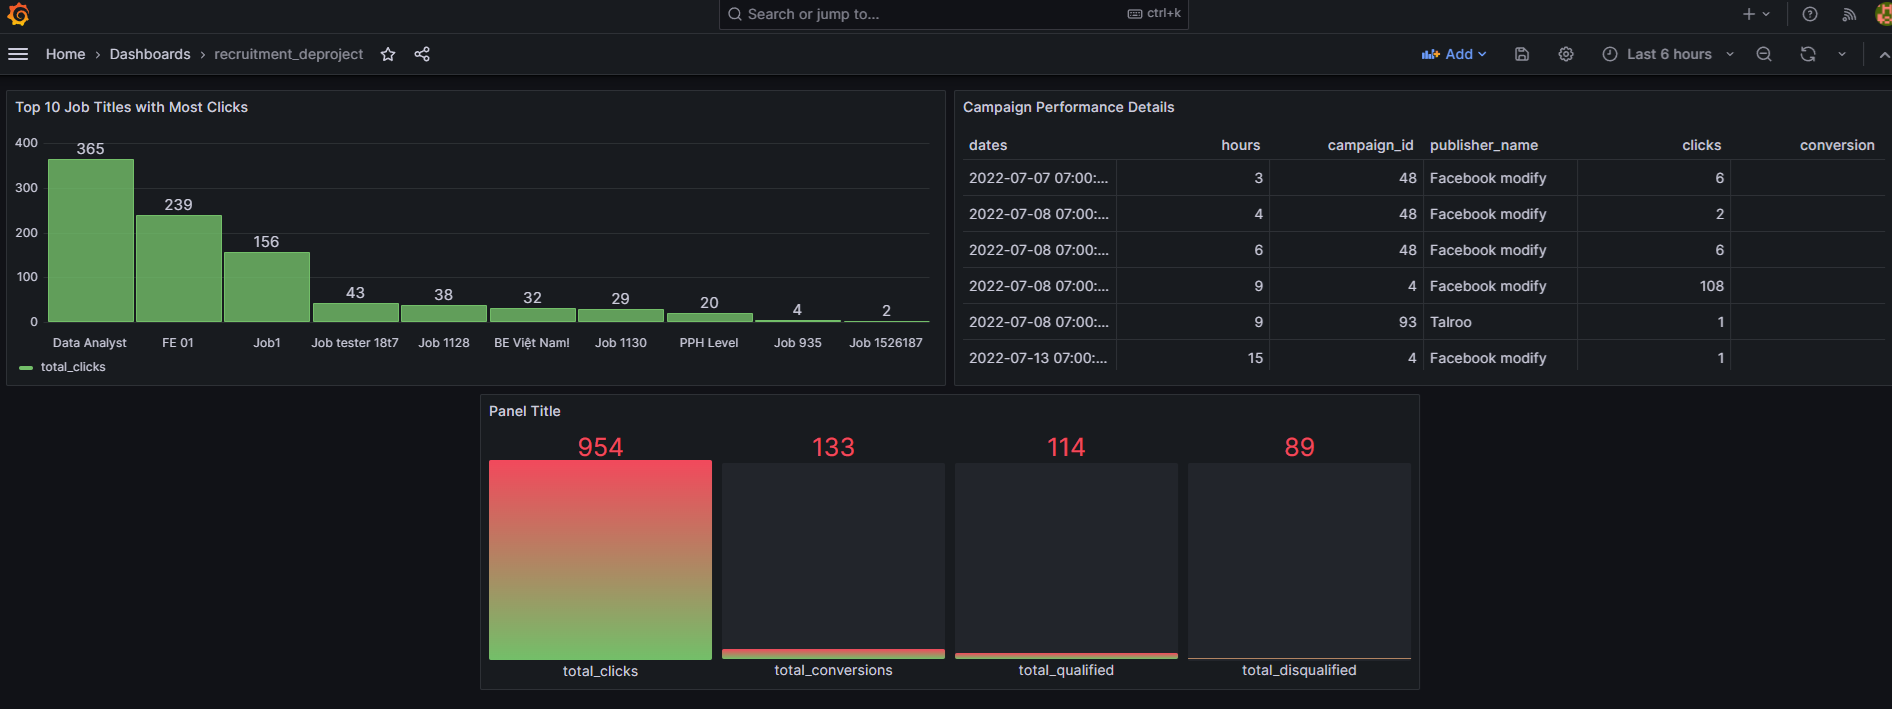 Search or jump to...
ctrl+k
Home › Dashboards › recruitment_deproject
Add
Last 6 hours
Top 10 Job Titles with Most Clicks
400
300
200
100
0
365
239
156
43
38
32
29
20
4
2
Data Analyst
FE 01
Job1
Job tester 18t7
Job 1128
BE Việt Nam!
Job 1130
PPH Level
Job 935
Job 1526187
total_clicks
Campaign Performance Details
dates hours campaign_id publisher_name clicks conversion
2022-07-07 07:00:... 3 48 Facebook modify 6
2022-07-08 07:00:... 4 48 Facebook modify 2
2022-07-08 07:00:... 6 48 Facebook modify 6
2022-07-08 07:00:... 9 4 Facebook modify 108
2022-07-08 07:00:... 9 93 Talroo 1
2022-07-13 07:00:... 15 4 Facebook modify 1
Panel Title
954
133
114
89
total_clicks
total_conversions
total_qualified
total_disqualified